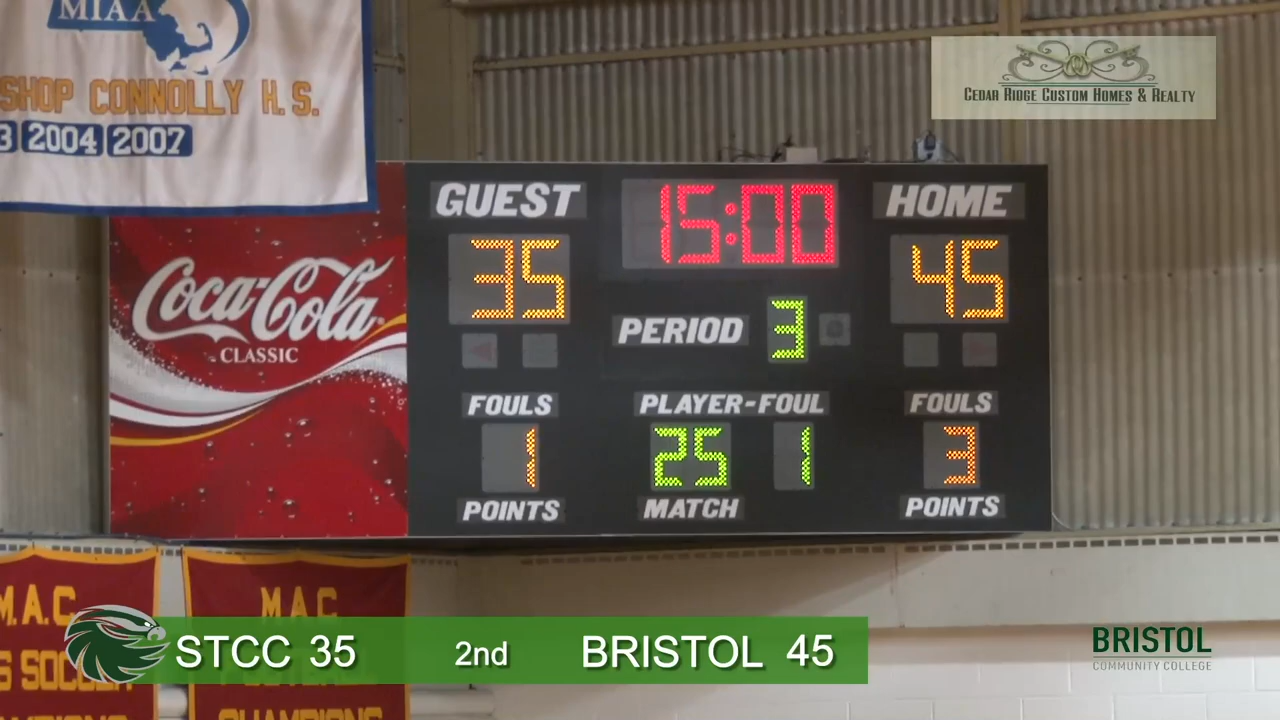 MIAA
SHOP CONNOLLY H. S.
3 2004 2007
CEDAR RIDGE CUSTOM HOMES & REALTY
GUEST 15:00 HOME
35 45
PERIOD 3
Coca-Cola
CLASSIC
FOULS PLAYER-FOUL FOULS
1 25 1 3
POINTS MATCH POINTS
M.A.C.
S SOCCER
M.A.C.
CHAMPIONS
STCC 35 2nd BRISTOL 45
BRISTOL
COMMUNITY COLLEGE